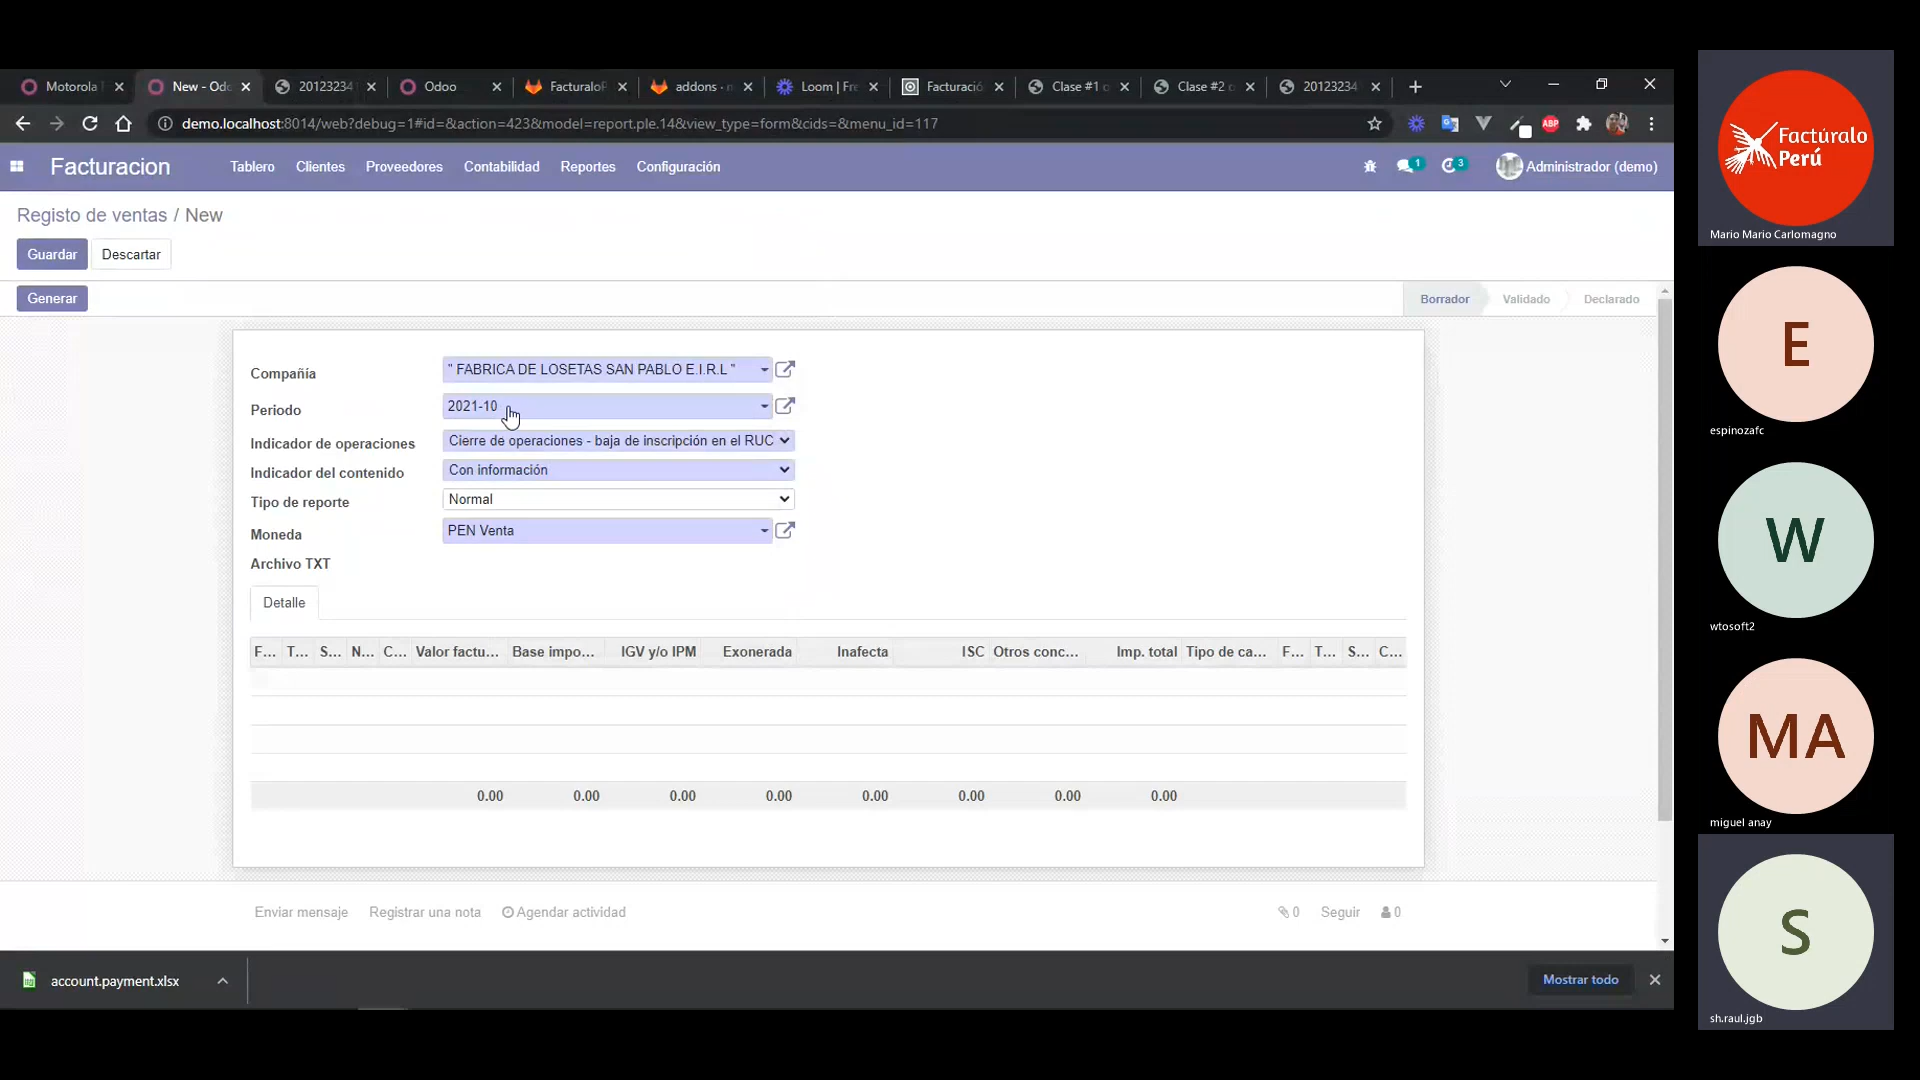 Motorola T
New - Odo
20123234
Odoo
FacturaloP
addons · n
Loom | Fre
Facturació
Clase #1 o
Clase #2 o
20123234
demo.localhost:8014/web?debug=1#id=&action=423&model=report.ple.14&view_type=form&cids=&menu_id=117
ABP
Facturacion
Tablero
Clientes
Proveedores
Contabilidad
Reportes
Configuración
1
3
Administrador (demo)
Registo de ventas / New
Guardar
Descartar
Generar
Borrador
Validado
Declarado
Compañía
" FABRICA DE LOSETAS SAN PABLO E.I.R.L "
Periodo
2021-10
Indicador de operaciones
Cierre de operaciones - baja de inscripción en el RUC
Indicador del contenido
Con información
Tipo de reporte
Normal
Moneda
PEN Venta
Archivo TXT
Detalle
F... T... S... N... C... Valor factu... Base impo... IGV y/o IPM Exonerada Inafecta ISC Otros conc... Imp. total Tipo de ca... F... T... S... C...
0.00 0.00 0.00 0.00 0.00 0.00 0.00 0.00
Enviar mensaje
Registrar una nota
Agendar actividad
0
Seguir
0
account.payment.xlsx
Mostrar todo
Factúralo
Perú
Mario Mario Carlomagno
E
espinozafc
W
wtosoft2
MA
miguel anay
S
sh.raul.jgb